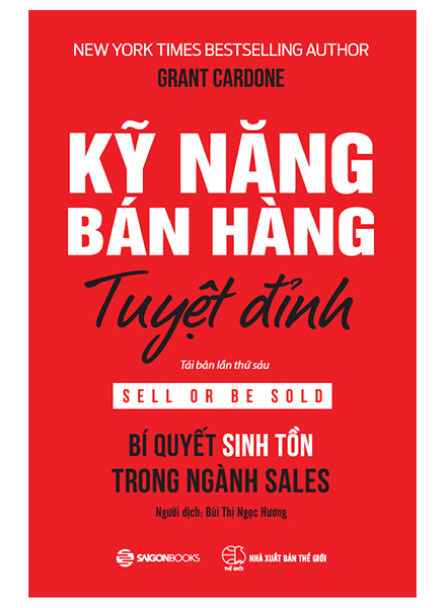 NEW YORK TIMES BESTSELLING AUTHOR
GRANT CARDONE
KỸ NĂNG
BÁN HÀNG
Tuyệt đỉnh
Tái bản lần thứ sáu
SELL OR BE SOLD
BÍ QUYẾT SINH TỒN
TRONG NGÀNH SALES
Người dịch: Bùi Thị Ngọc Hương
SAIGONBOOKS
THẾ GIỚI
NHÀ XUẤT BẢN THẾ GIỚI